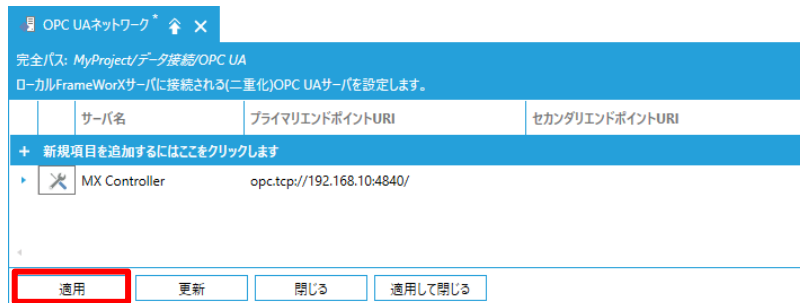 OPC UAネットワーク *
完全パス: MyProject/データ接続/OPC UA
ローカルFrameWorXサーバに接続される(二重化)OPC UAサーバを設定します。
サーバ名 プライマリエンドポイントURI セカンダリエンドポイントURI
+ 新規項目を追加するにはここをクリックします
MX Controller opc.tcp://192.168.10:4840/
適用 更新 閉じる 適用して閉じる